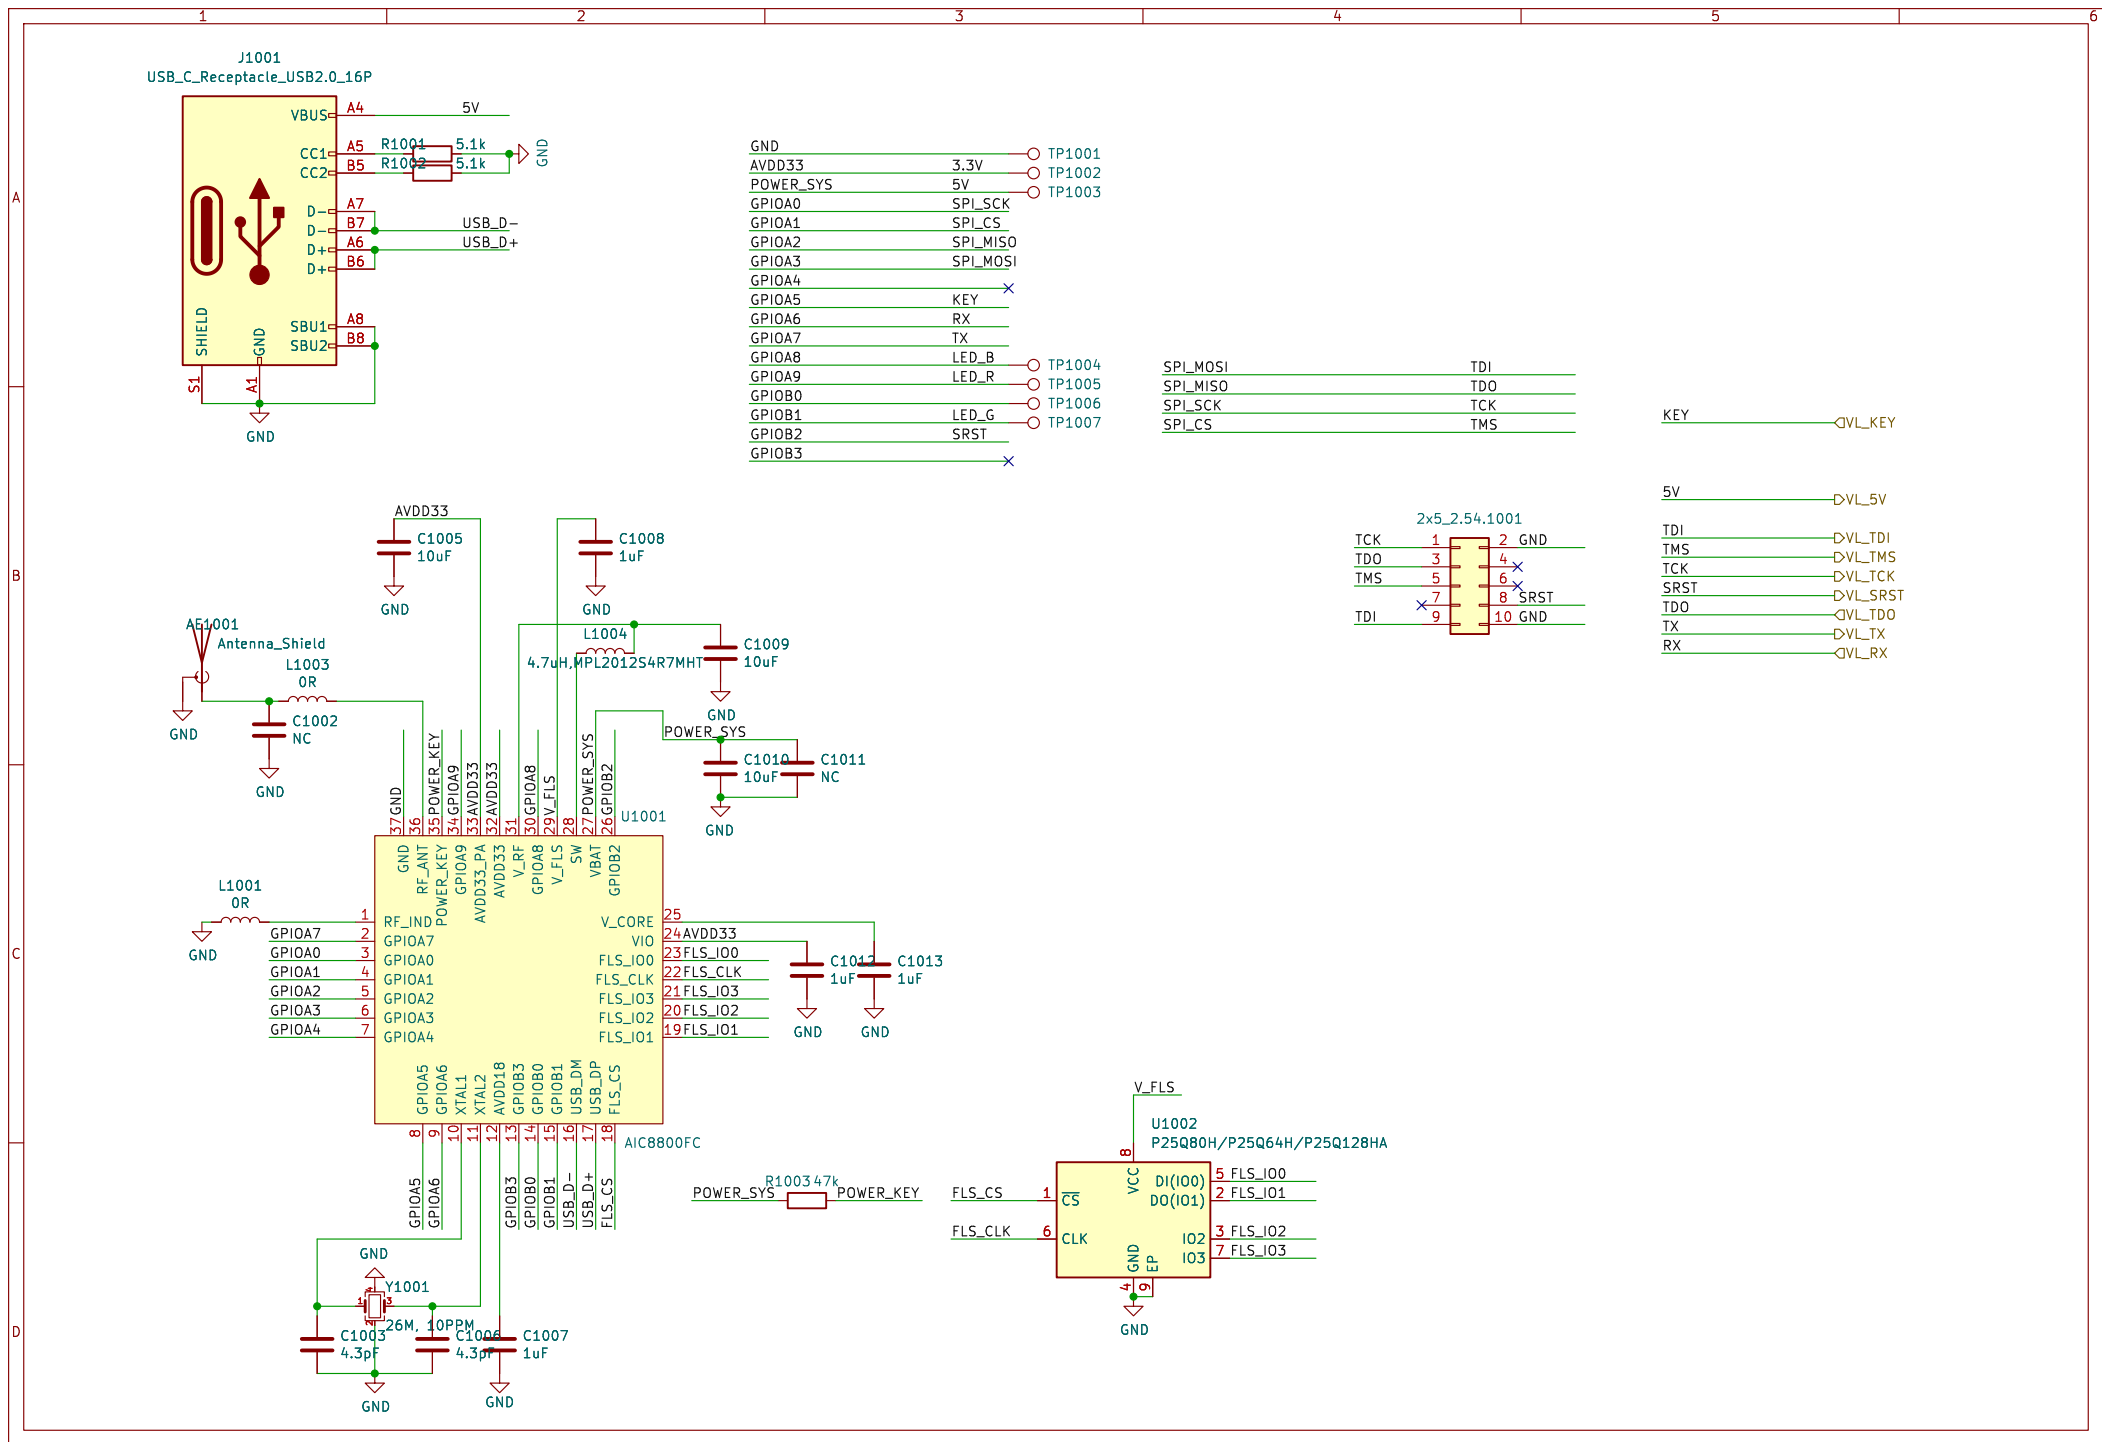 1 2 3 4 5 6
A
B
C
D
J1001
USB_C_Receptacle_USB2.0_16P
VBUS A4 5V
CC1 A5 R1001 5.1k
CC2 B5 R1002 5.1k
GND
D- A7
D- B7 USB_D-
D+ A6 USB_D+
D+ B6
SBU1 A8
SBU2 B8
SHIELD
GND
S1
A1
GND
GND TP1001
AVDD33 3.3V TP1002
POWER_SYS 5V TP1003
GPIOA0 SPI_SCK
GPIOA1 SPI_CS
GPIOA2 SPI_MISO
GPIOA3 SPI_MOSI
GPIOA4
GPIOA5 KEY
GPIOA6 RX
GPIOA7 TX
GPIOA8 LED_B TP1004
GPIOA9 LED_R TP1005
GPIOB0 TP1006
GPIOB1 LED_G TP1007
GPIOB2 SRST
GPIOB3
SPI_MOSI TDI
SPI_MISO TDO
SPI_SCK TCK
SPI_CS TMS
KEY VL_KEY
5V VL_5V
TDI VL_TDI
TMS VL_TMS
TCK VL_TCK
SRST VL_SRST
TDO VL_TDO
TX VL_TX
RX VL_RX
2x5_2.54.1001
TCK 1 2 GND
TDO 3 4
TMS 5 6
7 8 SRST
TDI 9 10 GND
AVDD33
C1005
10uF
GND
C1008
1uF
GND
AE1001
Antenna_Shield
L1003
0R
GND
C1002
NC
GND
L1004
4.7uH,MPL2012S4R7MHT
C1009
10uF
GND
POWER_SYS
C1010
10uF
C1011
NC
GND
GND
POWER_KEY
GPIOA9
AVDD33
AVDD33
GPIOA8
V_FLS
POWER_SYS
GPIOB2
U1001
37 36 35 34 33 32 31 30 29 28 27 26
GND
RF_ANT
POWER_KEY
GPIOA9
AVDD33_PA
AVDD33
V_RF
GPIOA8
V_FLS
SW
VBAT
GPIOB2
L1001
0R
GND
1 RF_IND
GPIOA7 2 GPIOA7
GPIOA0 3 GPIOA0
GPIOA1 4 GPIOA1
GPIOA2 5 GPIOA2
GPIOA3 6 GPIOA3
GPIOA4 7 GPIOA4
V_CORE 25
VIO 24 AVDD33
FLS_IO0 23 FLS_IO0
FLS_CLK 22 FLS_CLK
FLS_IO3 21 FLS_IO3
FLS_IO2 20 FLS_IO2
FLS_IO1 19 FLS_IO1
C1012
1uF
GND
C1013
1uF
GND
GPIOA5
GPIOA6
XTAL1
XTAL2
AVDD18
GPIOB3
GPIOB0
GPIOB1
USB_DM
USB_DP
FLS_CS
8 9 10 11 12 13 14 15 16 17 18
AIC8800FC
GPIOA5
GPIOA6
GPIOB3
GPIOB0
GPIOB1
USB_D-
USB_D+
FLS_CS
GND
Y1001
1 2 3 4
26M, 10PPM
C1003
4.3pF
C1006
4.3pF
C1007
1uF
GND
GND
POWER_SYS R1003 47k POWER_KEY
V_FLS
U1002
P25Q80H/P25Q64H/P25Q128HA
8
VCC
FLS_CS 1 CS
FLS_CLK 6 CLK
DI(IO0) 5 FLS_IO0
DO(IO1) 2 FLS_IO1
IO2 3 FLS_IO2
IO3 7 FLS_IO3
GND
EP
4
9
GND